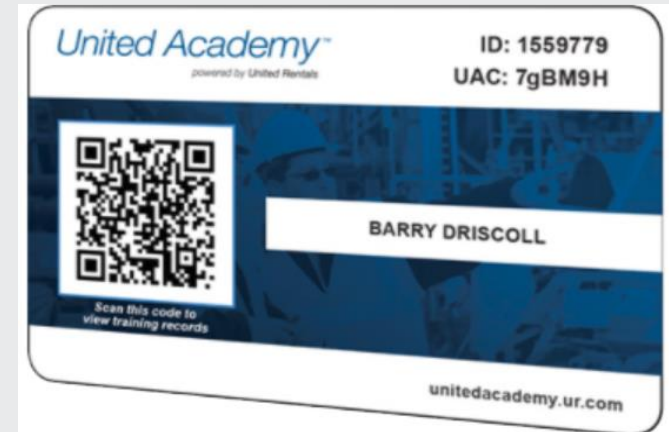 United Academy™
powered by United Rentals
ID: 1559779
UAC: 7gBM9H
BARRY DRISCOLL
Scan this code to
view training records
unitedacademy.ur.com